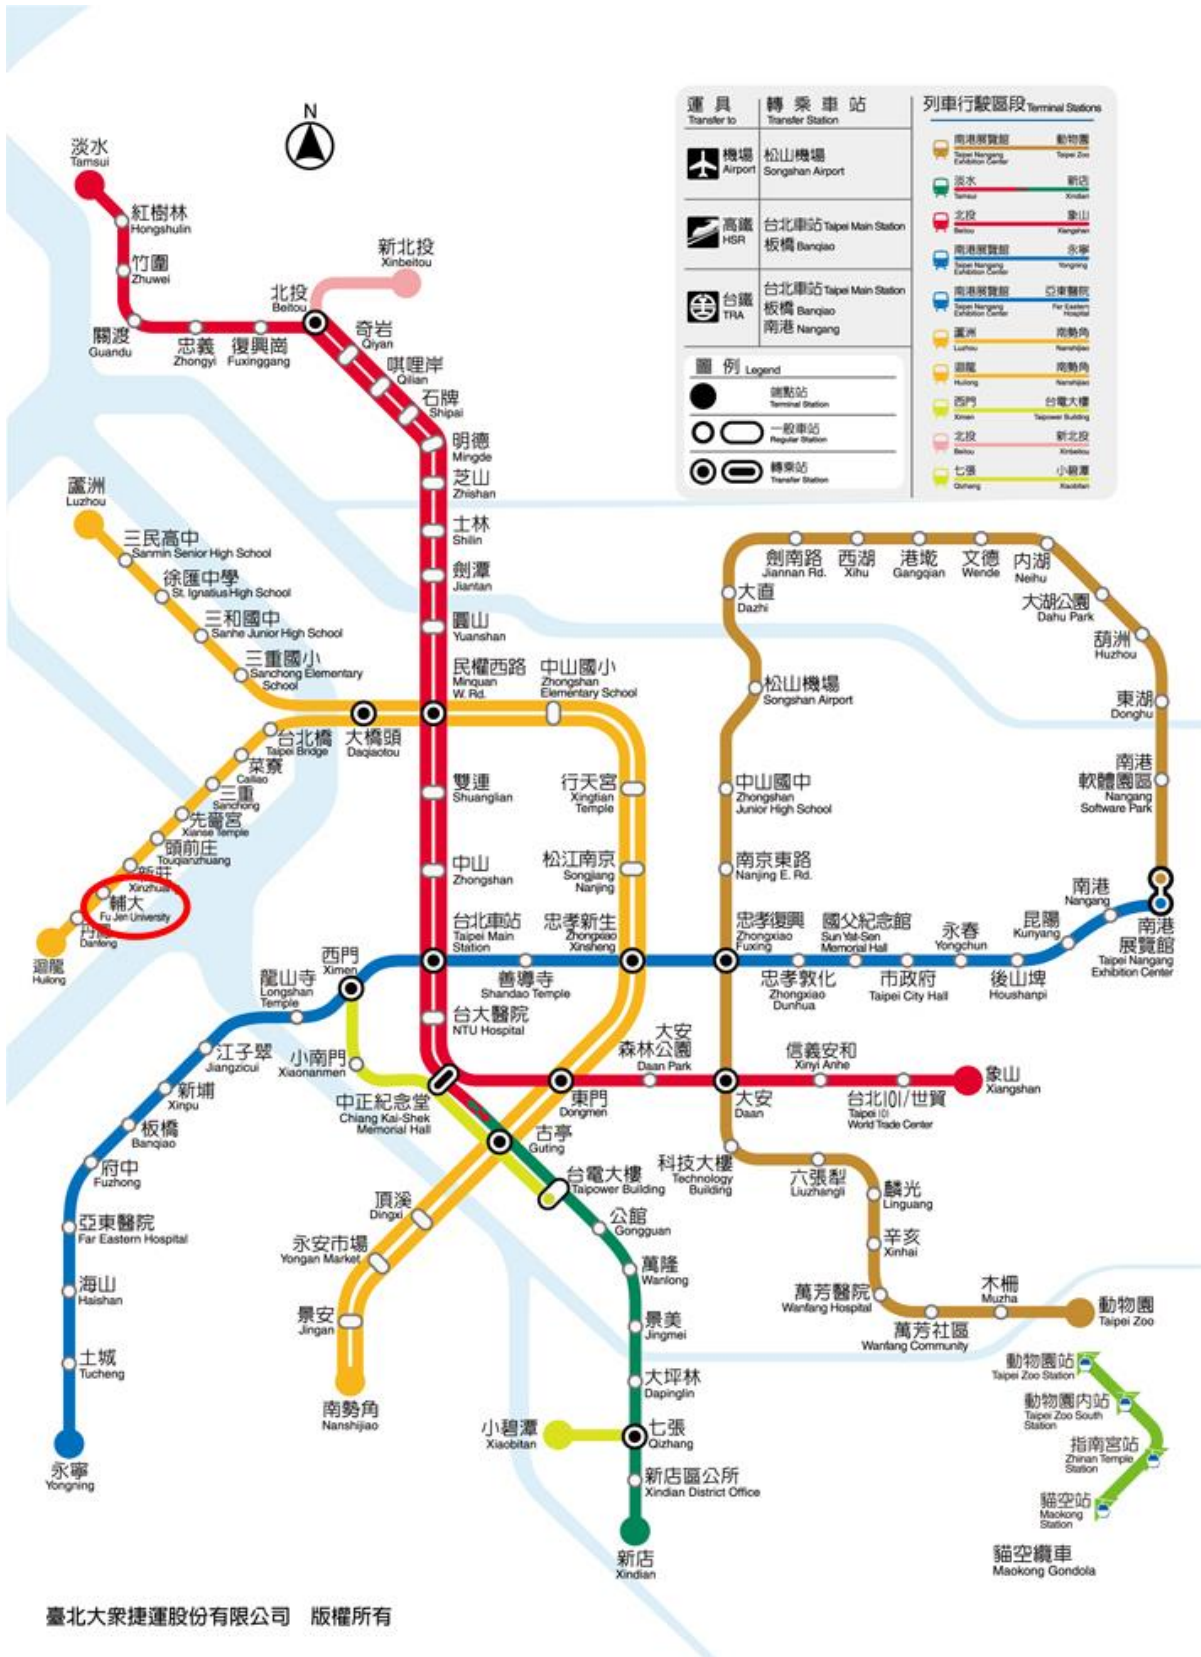 運具
Transfer to
轉乘車站
Transfer Station
機場
Airport
松山機場
Songshan Airport
高鐵
HSR
台北車站 Taipei Main Station
板橋 Banqiao
台鐵
TRA
台北車站 Taipei Main Station
板橋 Banqiao
南港 Nangang
圖例 Legend
端點站
Terminal Station
一般車站
Regular Station
轉乘站
Transfer Station
列車行駛區段 Terminal Stations
南港展覽館 動物園
Taipei Nangang Exhibition Center Taipei Zoo
淡水 新店
Tamsui Xindian
北投 象山
Beitou Xiangshan
南港展覽館 永寧
Taipei Nangang Exhibition Center Yongning
南港展覽館 亞東醫院
Taipei Nangang Exhibition Center Far Eastern Hospital
蘆洲 南勢角
Luzhou Nanshijiao
迴龍 南勢角
Huilong Nanshijiao
西門 台電大樓
Ximen Taipower Building
北投 新北投
Beitou Xinbeitou
七張 小碧潭
Qizhang Xiaobitan
N
淡水
Tamsui
紅樹林
Hongshulin
竹圍
Zhuwei
關渡
Guandu
忠義
Zhongyi
復興崗
Fuxinggang
北投
Beitou
新北投
Xinbeitou
奇岩
Qiyan
唭哩岸
Qilian
石牌
Shipai
明德
Mingde
芝山
Zhishan
士林
Shilin
劍潭
Jiantan
圓山
Yuanshan
民權西路
Minquan
W. Rd.
中山國小
Zhongshan
Elementary School
蘆洲
Luzhou
三民高中
Sanmin Senior High School
徐匯中學
St. Ignatius High School
三和國中
Sanhe Junior High School
三重國小
Sanchong Elementary
School
台北橋
Taipei Bridge
大橋頭
Daqiaotou
菜寮
Cailiao
三重
Sanchong
先嗇宮
Xianse Temple
頭前庄
Touqianzhuang
新莊
Xinzhuang
輔大
Fu Jen University
丹鳳
Danfeng
迴龍
Huilong
雙連
Shuanglian
中山
Zhongshan
行天宮
Xingtian
Temple
松江南京
Songjiang
Nanjing
台北車站
Taipei Main
Station
忠孝新生
Zhongxiao
Xinsheng
善導寺
Shandao Temple
西門
Ximen
龍山寺
Longshan
Temple
江子翠
Jiangzicui
新埔
Xinpu
板橋
Banqiao
府中
Fuzhong
亞東醫院
Far Eastern Hospital
海山
Haishan
土城
Tucheng
永寧
Yongning
台大醫院
NTU Hospital
小南門
Xiaonanmen
中正紀念堂
Chiang Kai-Shek
Memorial Hall
東門
Dongmen
大安
森林公園
Daan Park
大安
Daan
信義安和
Xinyi Anhe
台北101/世貿
Taipei 101
World Trade Center
象山
Xiangshan
古亭
Guting
台電大樓
Taipower Building
公館
Gongguan
萬隆
Wanlong
景美
Jingmei
大坪林
Dapinglin
七張
Qizhang
小碧潭
Xiaobitan
新店區公所
Xindian District Office
新店
Xindian
頂溪
Dingxi
永安市場
Yongan Market
景安
Jingan
南勢角
Nanshijiao
劍南路
Jiannan Rd.
西湖
Xihu
港墘
Gangqian
文德
Wende
內湖
Neihu
大直
Dazhi
大湖公園
Dahu Park
葫洲
Huzhou
東湖
Donghu
南港
軟體園區
Nangang
Software Park
松山機場
Songshan Airport
中山國中
Zhongshan
Junior High School
南京東路
Nanjing E. Rd.
忠孝復興
Zhongxiao
Fuxing
忠孝敦化
Zhongxiao
Dunhua
國父紀念館
Sun Yat-Sen
Memorial Hall
市政府
Taipei City Hall
永春
Yongchun
後山埤
Houshanpi
昆陽
Kunyang
南港
Nangang
南港
展覽館
Taipei Nangang
Exhibition Center
科技大樓
Technology
Building
六張犁
Liuzhangli
麟光
Linguang
辛亥
Xinhai
萬芳醫院
Wanfang Hospital
萬芳社區
Wanfang Community
木柵
Muzha
動物園
Taipei Zoo
動物園站
Taipei Zoo Station
動物園內站
Taipei Zoo South
Station
指南宮站
Zhinan Temple
Station
貓空站
Maokong
Station
貓空纜車
Maokong Gondola
臺北大眾捷運股份有限公司 版權所有